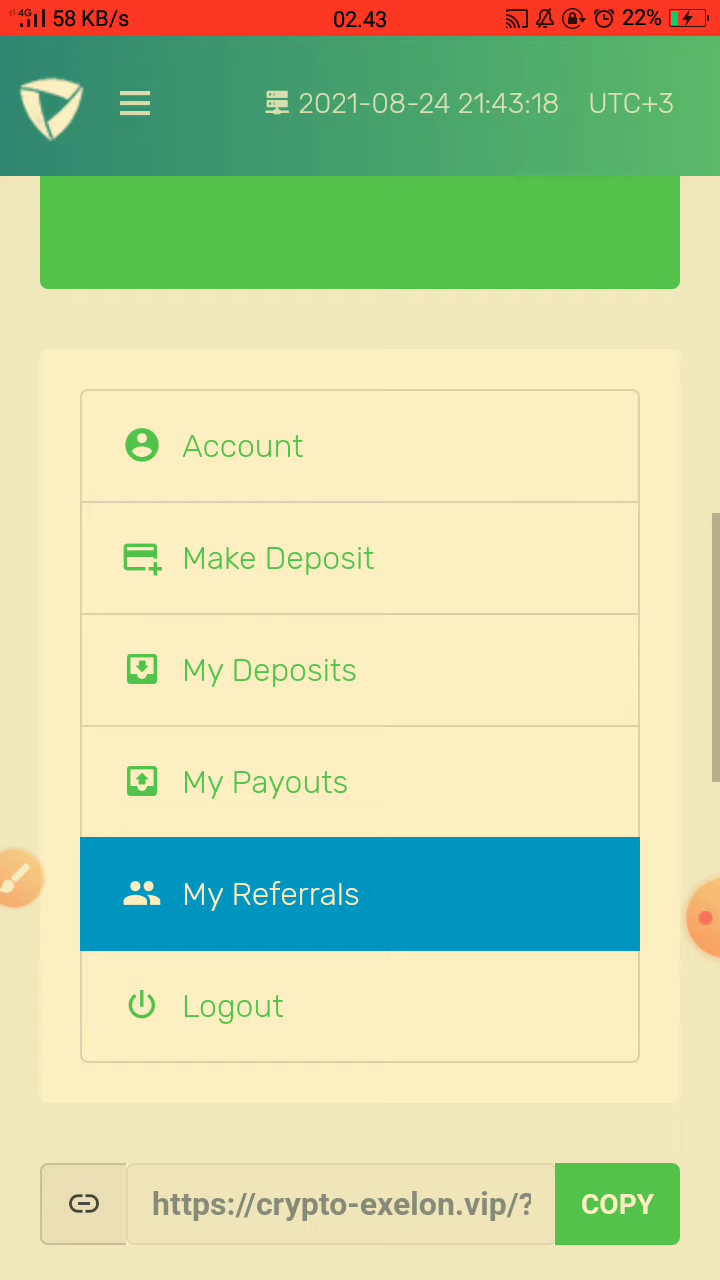 4G 58 KB/s 02.43 22%
2021-08-24 21:43:18 UTC+3
Account
Make Deposit
My Deposits
My Payouts
My Referrals
Logout
https://crypto-exelon.vip/? COPY